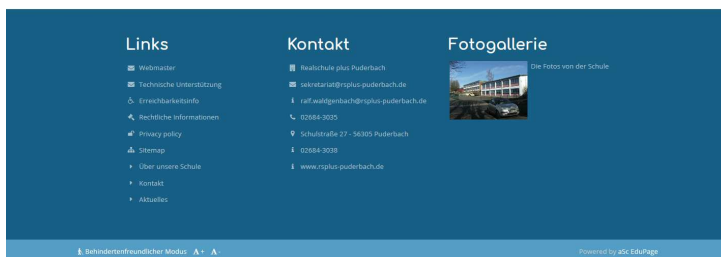 Links
Webmaster
Technische Unterstützung
Erreichbarkeitsinfo
Rechtliche Informationen
Privacy policy
Sitemap
Über unsere Schule
Kontakt
Aktuelles
Kontakt
Realschule plus Puderbach
sekretariat@rsplus-puderbach.de
ralf.waldgenbach@rsplus-puderbach.de
02684-3035
Schulstraße 27 - 56305 Puderbach
02684-3038
www.rsplus-puderbach.de
Fotogallerie
Die Fotos von der Schule
Behindertenfreundlicher Modus A+ A-
Powered by aSc EduPage